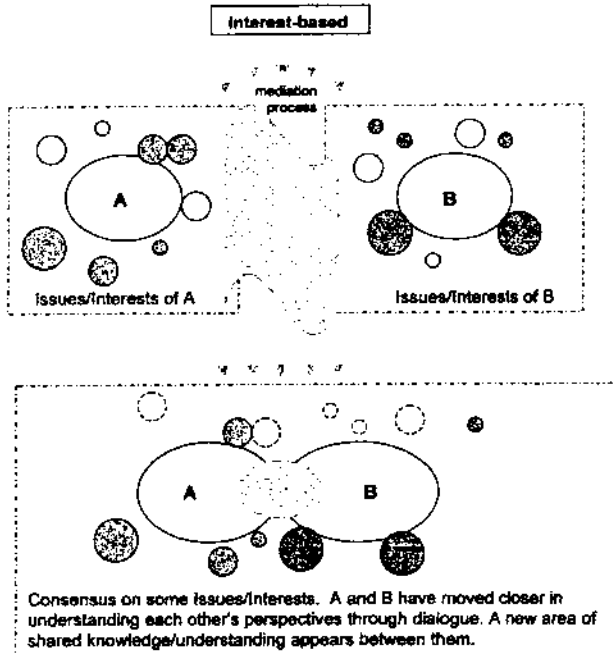 Interest-based
mediation
process
A
B
Issues/Interests of A
Issues/Interests of B
A
B
Consensus on some Issues/Interests. A and B have moved closer in
understanding each other's perspectives through dialogue. A new area of
shared knowledge/understanding appears between them.